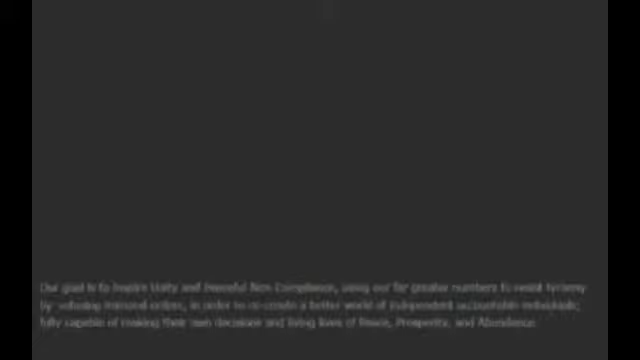 Our goal is to Inspire Unity and Peaceful Non Compliance, using our far greater numbers to resist tyranny
by refusing immoral orders, in order to co-create a better world of independent accountable individuals;
fully capable of making their own decisions and living lives of Peace, Prosperity, and Abundance.